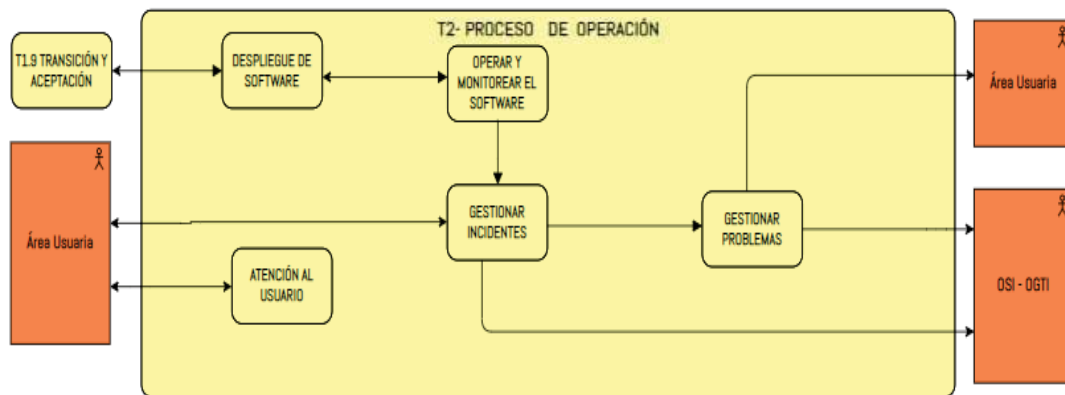 T2- PROCESO DE OPERACIÓN
T1.9 TRANSICIÓN Y
ACEPTACIÓN
DESPLIEGUE DE
SOFTWARE
OPERAR Y
MONITOREAR EL
SOFTWARE
Área Usuaria
Área Usuaria
GESTIONAR
INCIDENTES
GESTIONAR
PROBLEMAS
ATENCIÓN AL
USUARIO
OSI - OGTI